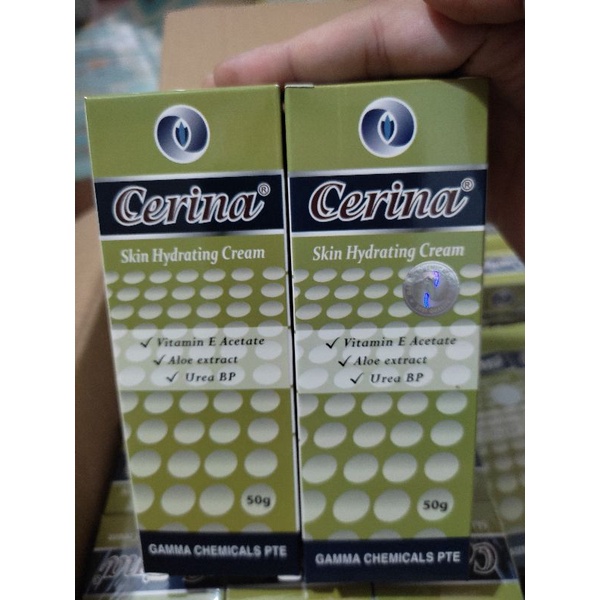 Cerina®
Skin Hydrating Cream
✓ Vitamin E Acetate
✓ Aloe extract
✓ Urea BP
50g
GAMMA CHEMICALS PTE
Cerina®
Skin Hydrating Cream
✓ Vitamin E Acetate
✓ Aloe extract
✓ Urea BP
50g
GAMMA CHEMICALS PTE